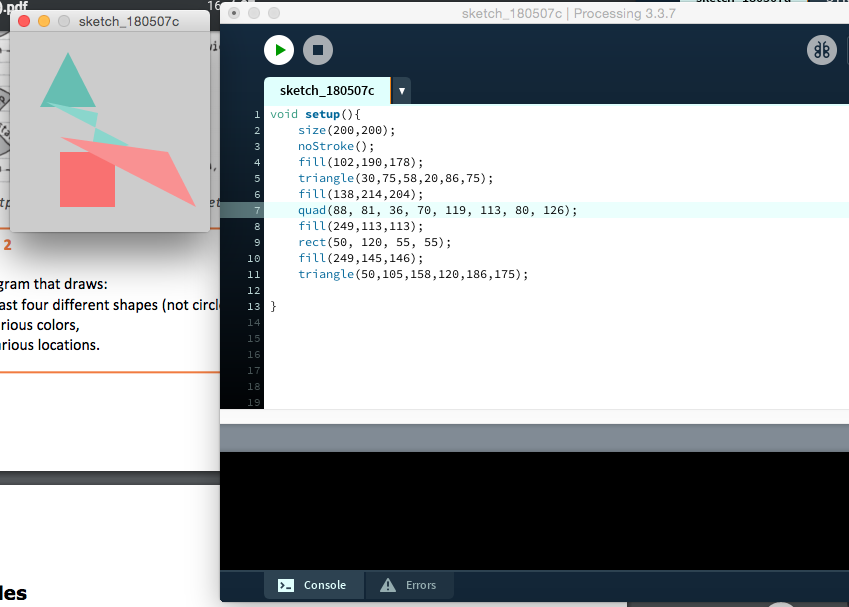 ).pdf
sketch_180507c
2
gram that draws:
ast four different shapes (not circl
rious colors,
arious locations.
les
sketch_180507c | Processing 3.3.7
sketch_180507c
1 void setup(){
2 size(200,200);
3 noStroke();
4 fill(102,190,178);
5 triangle(30,75,58,20,86,75);
6 fill(138,214,204);
7 quad(88, 81, 36, 70, 119, 113, 80, 126);
8 fill(249,113,113);
9 rect(50, 120, 55, 55);
10 fill(249,145,146);
11 triangle(50,105,158,120,186,175);
12
13 }
14
15
16
17
18
19
Console
Errors